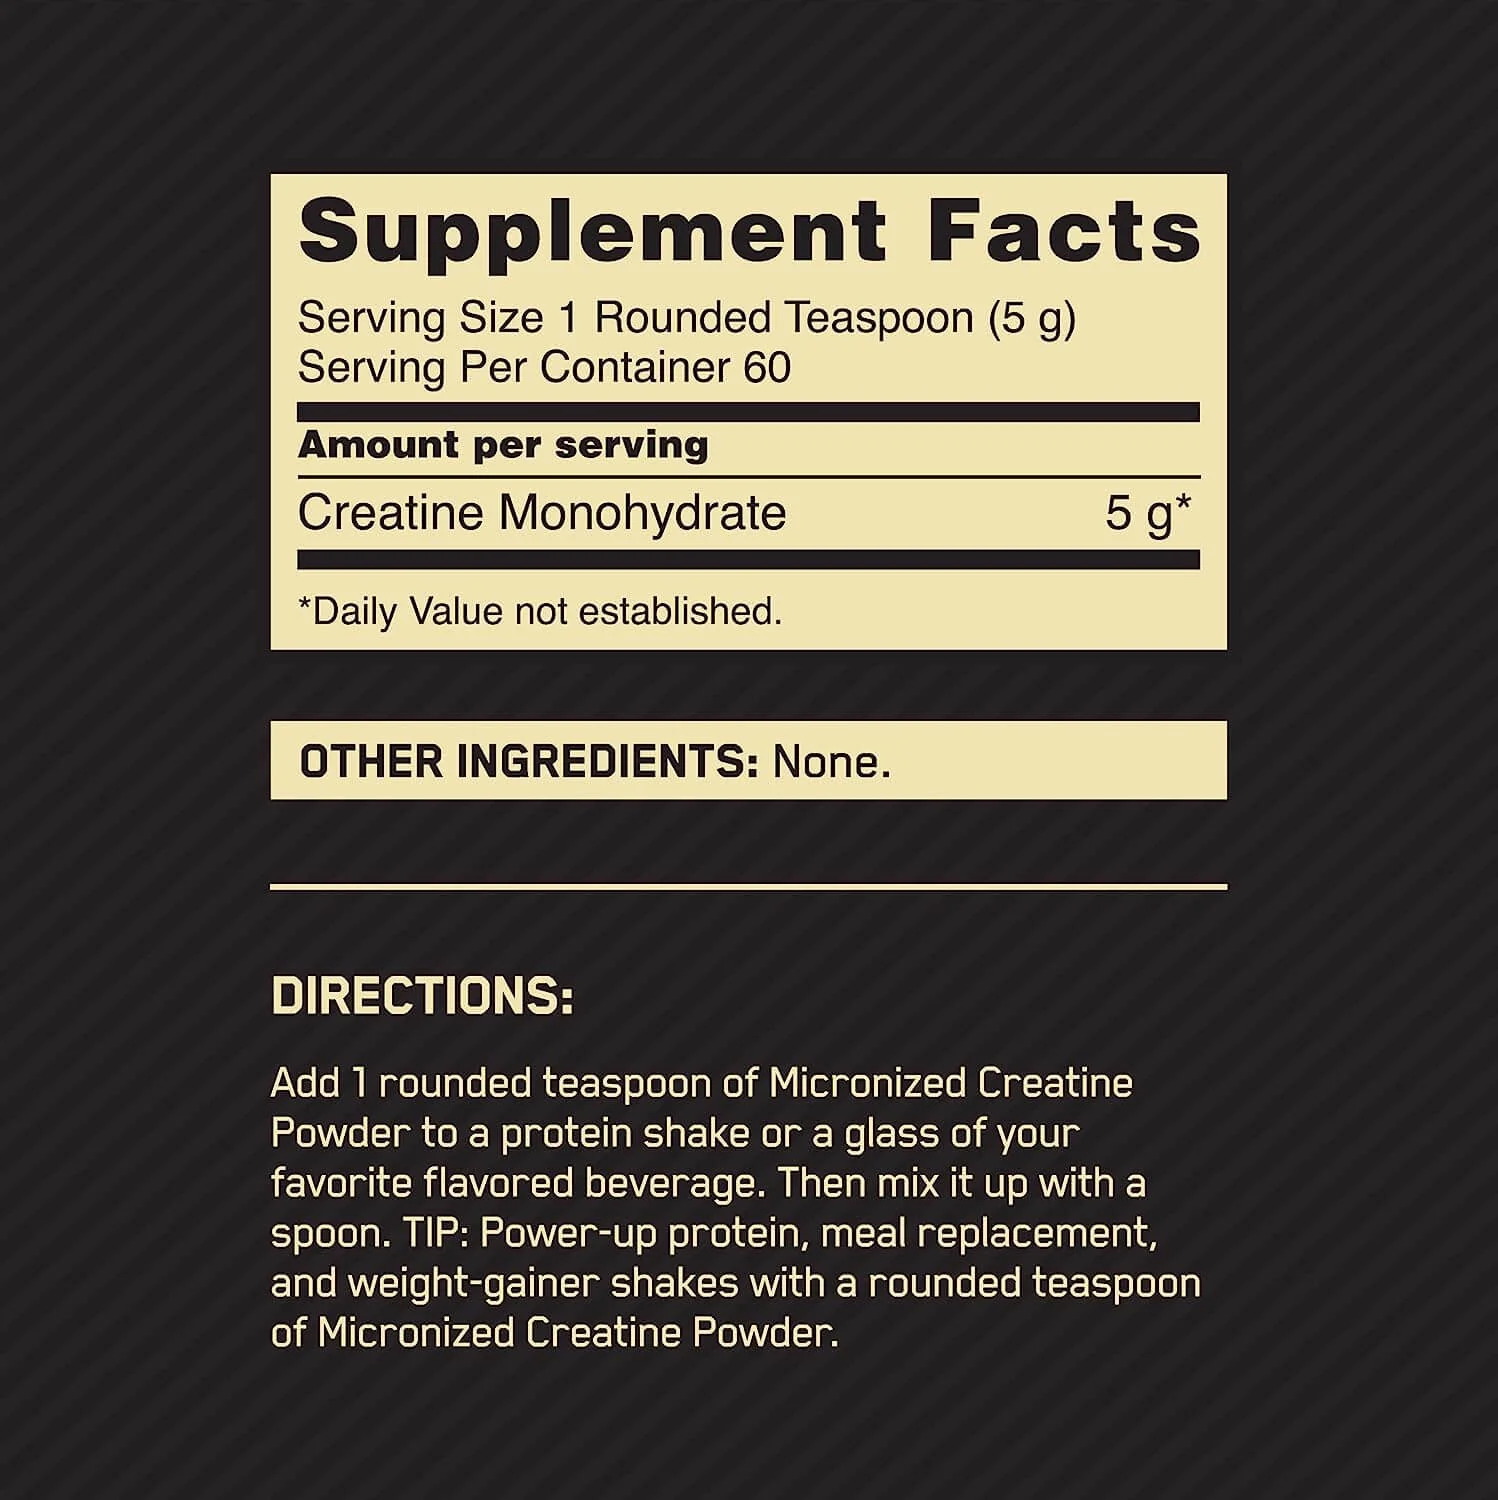 Supplement Facts
Serving Size 1 Rounded Teaspoon (5 g)
Serving Per Container 60
Amount per serving
Creatine Monohydrate 5 g*
*Daily Value not established.
OTHER INGREDIENTS: None.
DIRECTIONS:
Add 1 rounded teaspoon of Micronized Creatine
Powder to a protein shake or a glass of your
favorite flavored beverage. Then mix it up with a
spoon. TIP: Power-up protein, meal replacement,
and weight-gainer shakes with a rounded teaspoon
of Micronized Creatine Powder.